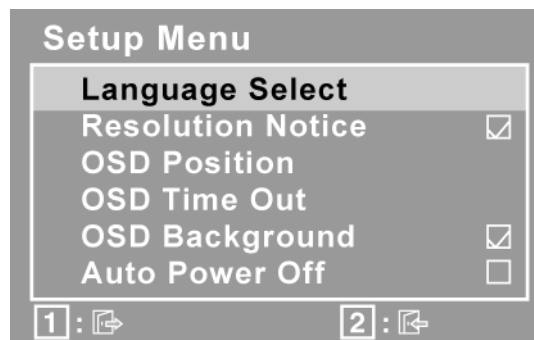 Setup Menu
Language Select
Resolution Notice
OSD Position
OSD Time Out
OSD Background
Auto Power Off
1 : 2 :